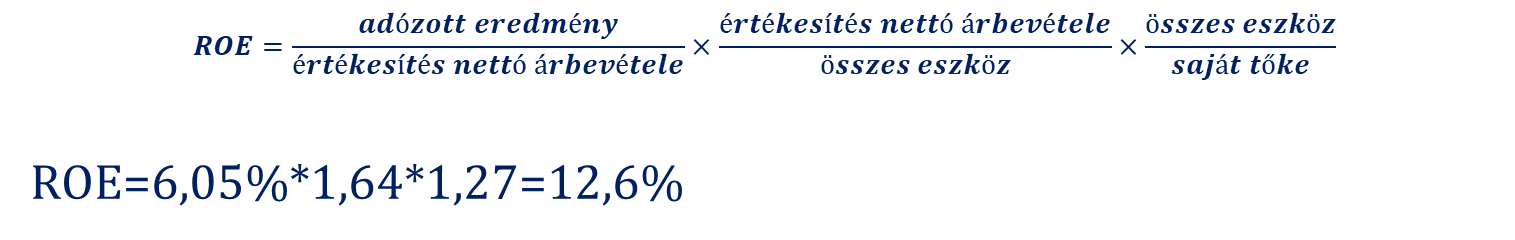 ROE = adózott eredmény / értékesítés nettó árbevétele × értékesítés nettó árbevétele / összes eszköz × összes eszköz / saját tőke
ROE=6,05%*1,64*1,27=12,6%